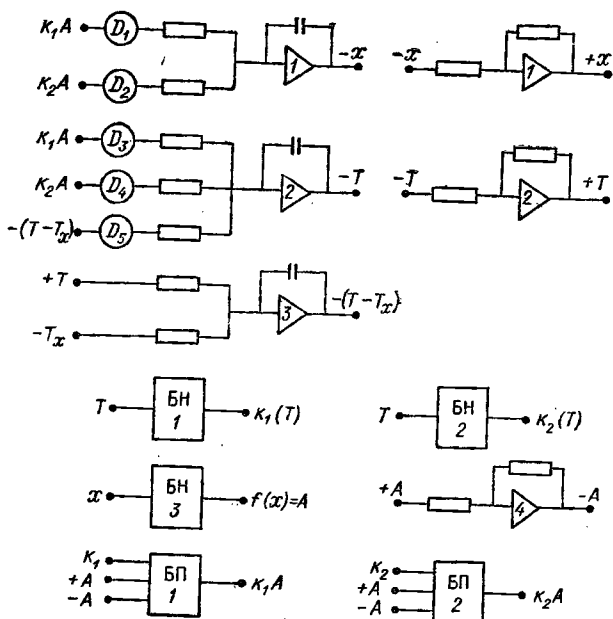 K₁A D₁ 1 -x -x 1 +x
K₂A D₂
K₁A D₃
K₂A D₄ 2 -T -T 2 +T
-(T-Tₓ) D₅
+T
3 -(T-Tₓ}
-Tₓ
T БН 1 K₁(T) T БН 2 K₂(T)
x БН 3 f(x)=A +A 4 -A
K₁ +A -A БП 1 K₁A K₂ +A -A БП 2 K₂A